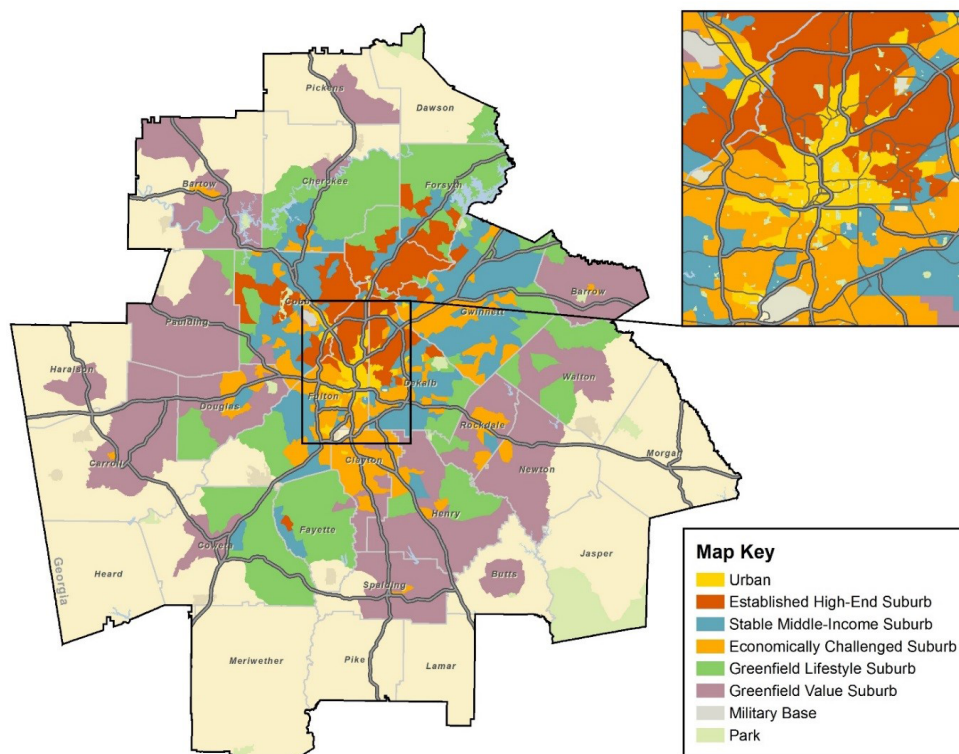 Pickens
Dawson
Bartow
Cherokee
Forsyth
Cobb
Gwinnett
Barrow
Paulding
Haralson
Walton
Dekalb
Fulton
Douglas
Rockdale
Morgan
Carroll
Clayton
Newton
Henry
Fayette
Coweta
Jasper
Georgia
Heard
Butts
Spalding
Meriwether
Pike
Lamar
Map Key
Urban
Established High-End Suburb
Stable Middle-Income Suburb
Economically Challenged Suburb
Greenfield Lifestyle Suburb
Greenfield Value Suburb
Military Base
Park